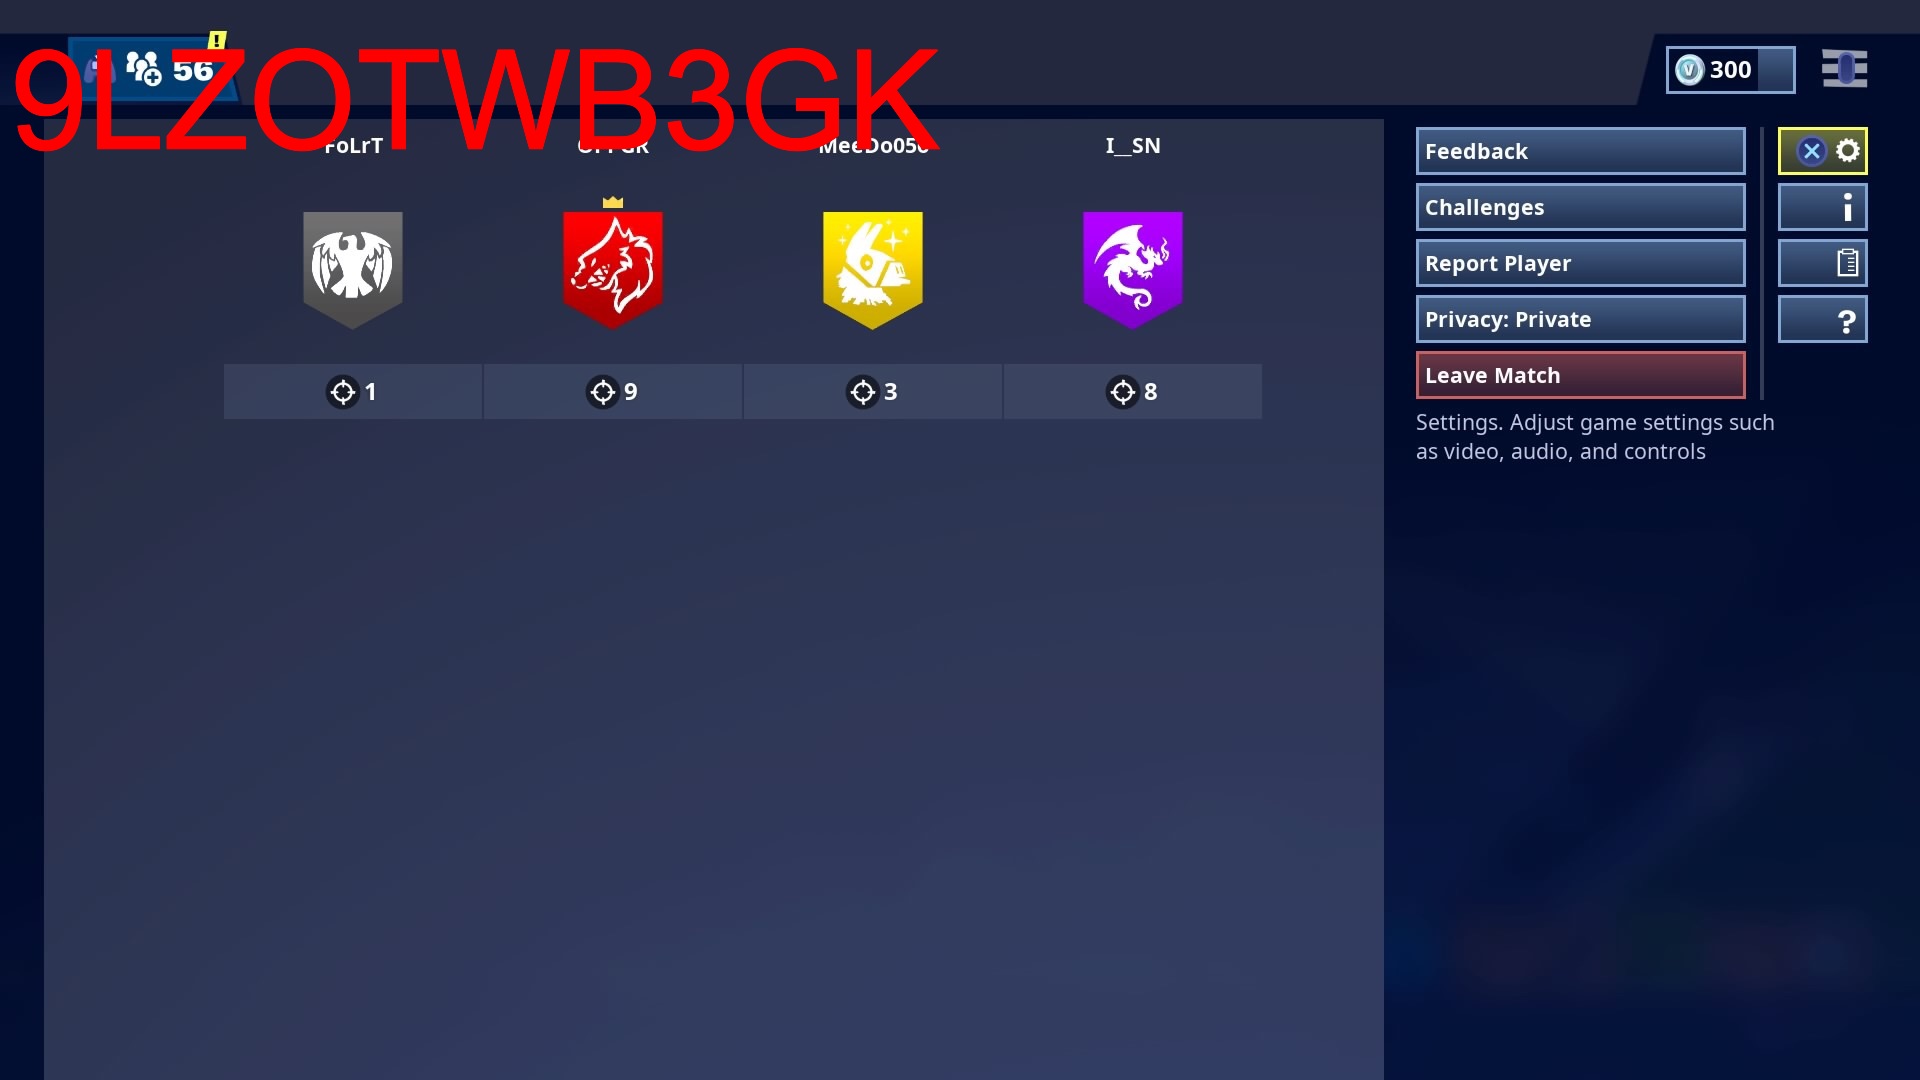 9LZOTWB3GK
56
!
300
FoLrT
I__SN
1
9
3
8
Feedback
Challenges
Report Player
Privacy: Private
Leave Match
Settings. Adjust game settings such
as video, audio, and controls
i
?